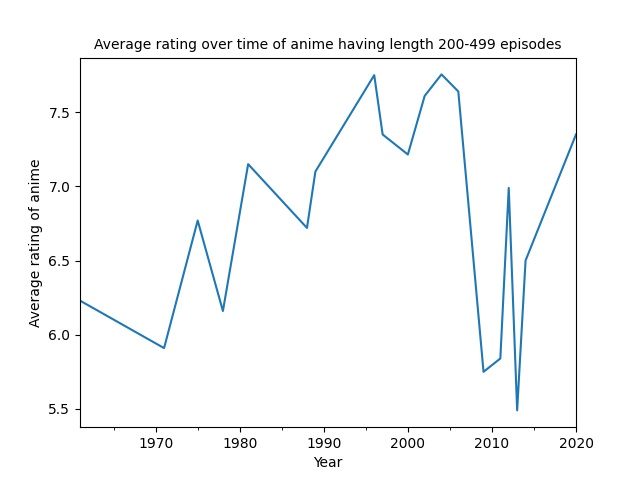 Average rating over time of anime having length 200-499 episodes
Average rating of anime
7.5
7.0
6.5
6.0
5.5
1970 1980 1990 2000 2010 2020
Year